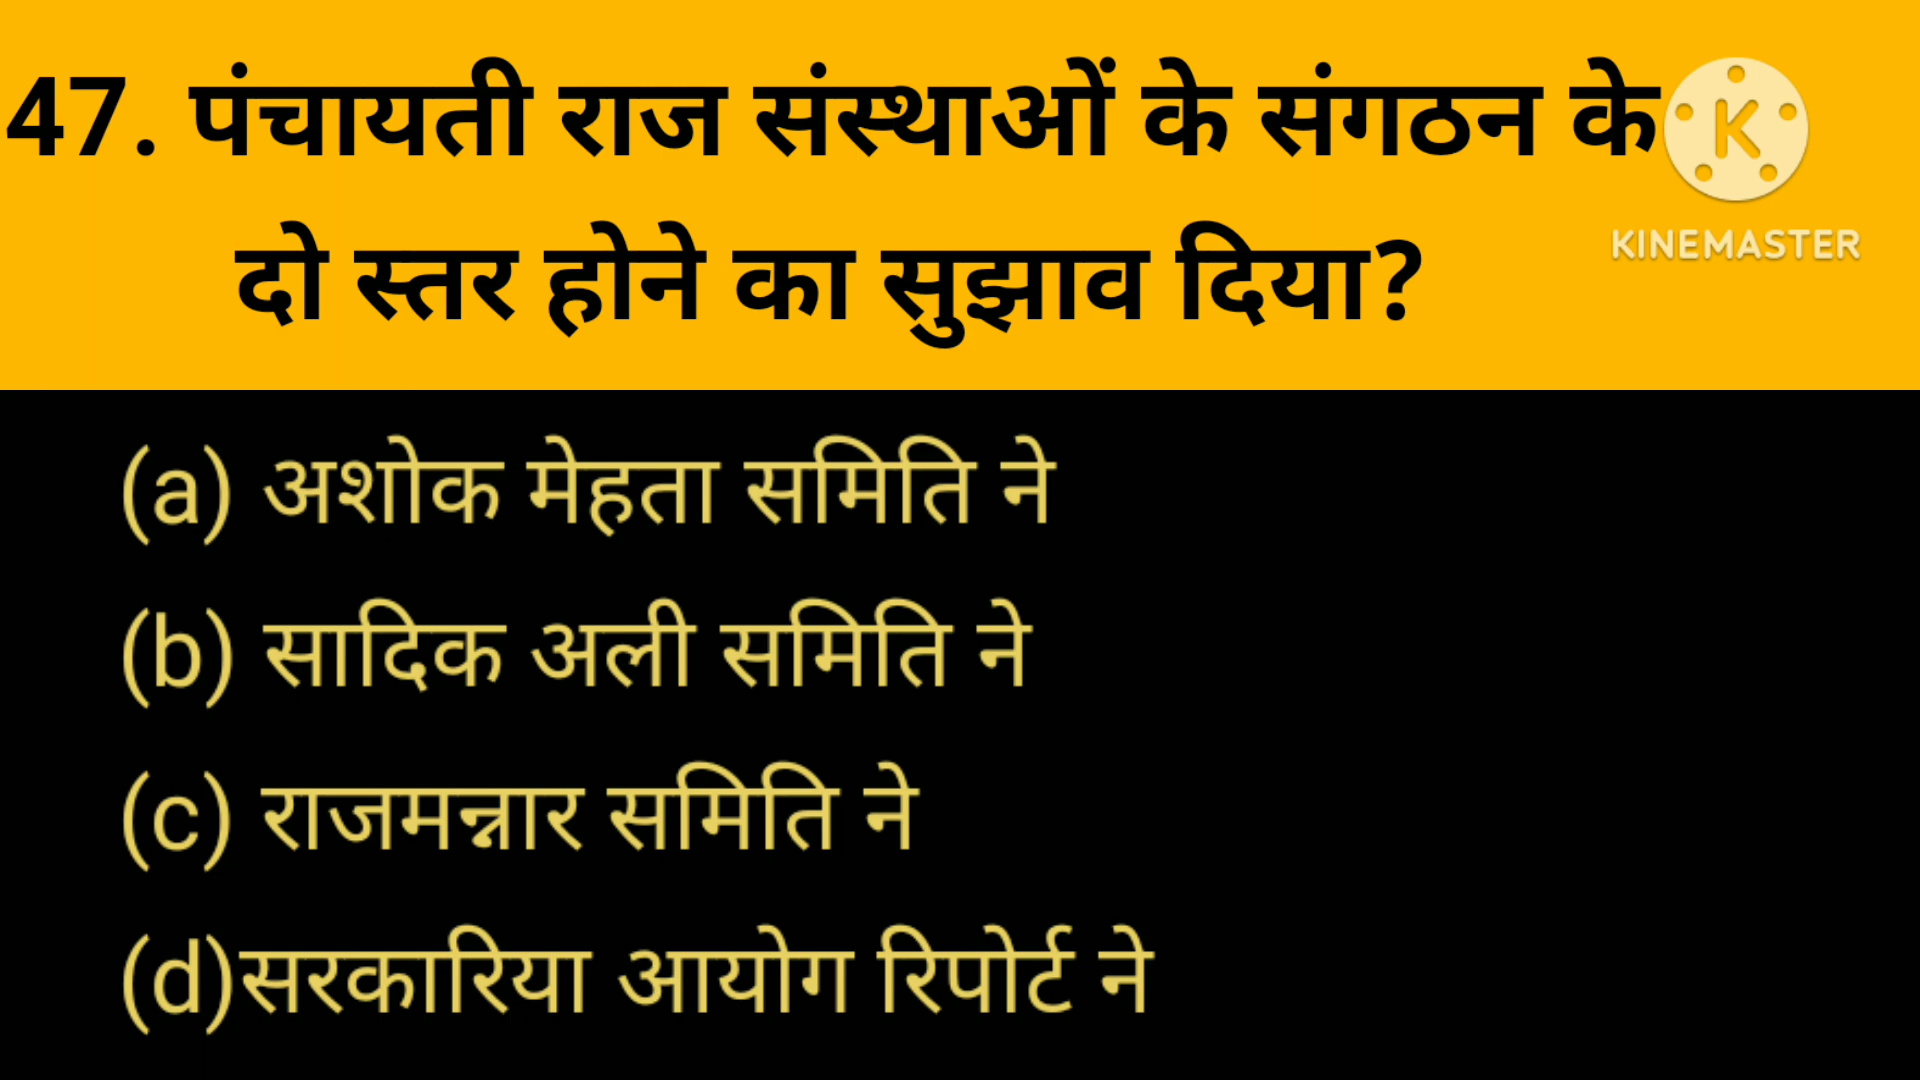 47. पंचायती राज संस्थाओं के संगठन के
K
KINEMASTER
दो स्तर होने का सुझाव दिया?
(a) अशोक मेहता समिति ने
(b) सादिक अली समिति ने
(c) राजमन्नार समिति ने
(d)सरकारिया आयोग रिपोर्ट ने